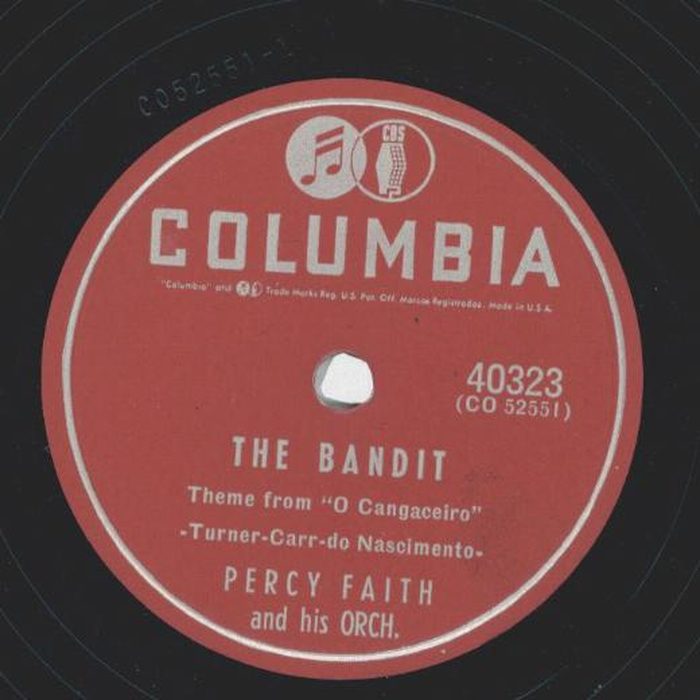 CO52551-1
CBS
COLUMBIA
"Columbia" and Trade Marks Reg. U.S. Pat. Off. Marcas Registradas. Made in U.S.A.
40323
(CO 52551)
THE BANDIT
Theme from "O Cangaceiro"
-Turner-Carr-do Nascimento-
PERCY FAITH
and his ORCH.